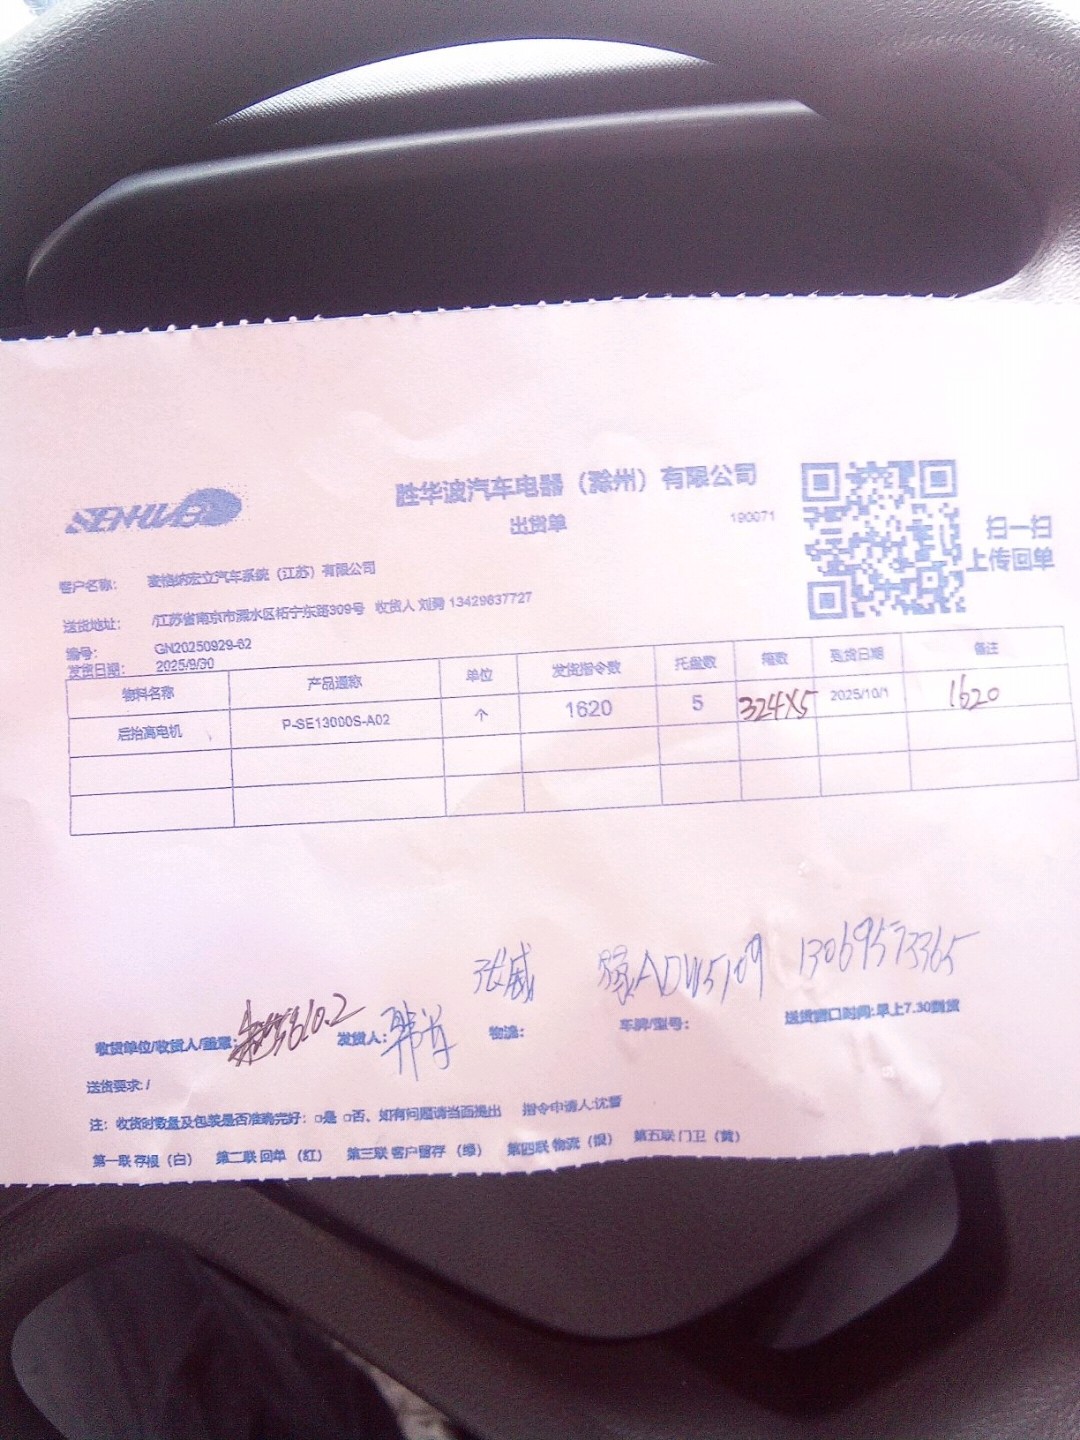 SENHWBO
胜华波汽车电器（滁州）有限公司
出货单
190071
扫一扫
上传回单
客户名称： 麦格纳宏立汽车系统（江苏）有限公司
送货地址： /江苏省南京市溧水区柘宁东路309号 收货人 刘勇 13429837727
编号： GN20250929-62
发货日期： 2025/9/30
物料名称 产品通称 单位 发货指令数 托盘数 箱数 到货日期 备注
后抬高电机 P-SE13000S-A02 个 1620 5 324X5 2025/10/1 1620
张威 ADW5109 13069573365
收货单位/收货人/盖章: 10.2 发货人: 韩 物流: 车牌/型号: 送货窗口时间:早上7.30到货
送货要求: /
注：收货时数量及包装是否准确完好：□是 □否、如有问题请当面提出 指令申请人:沈雪
第一联 存根（白） 第二联 回单（红） 第三联 客户留存（绿） 第四联 物流（蓝） 第五联 门卫（黄）